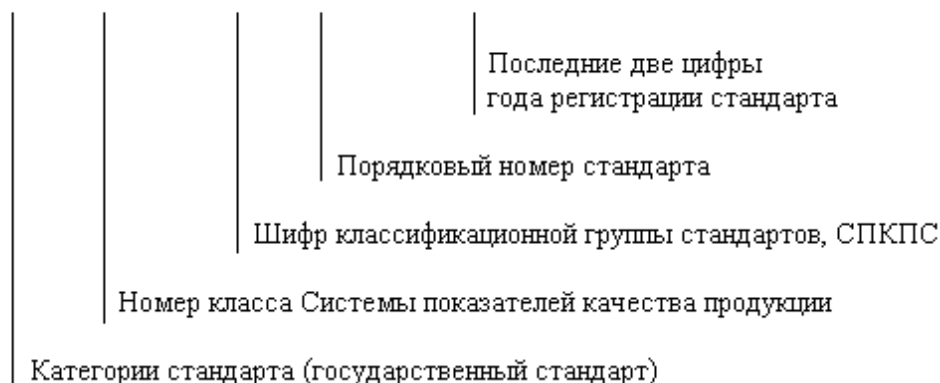 Последние две цифры
года регистрации стандарта
Порядковый номер стандарта
Шифр классификационной группы стандартов, СПКПС
Номер класса Системы показателей качества продукции
Категории стандарта (государственный стандарт)